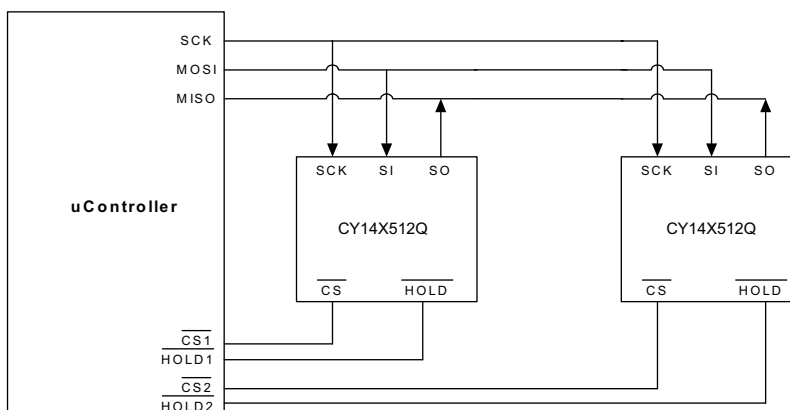 SCK
MOSI
MISO
SCK SI SO
SCK SI SO
uController
CY14X512Q
CY14X512Q
CS HOLD
CS HOLD
CS1
HOLD1
CS2
HOLD2